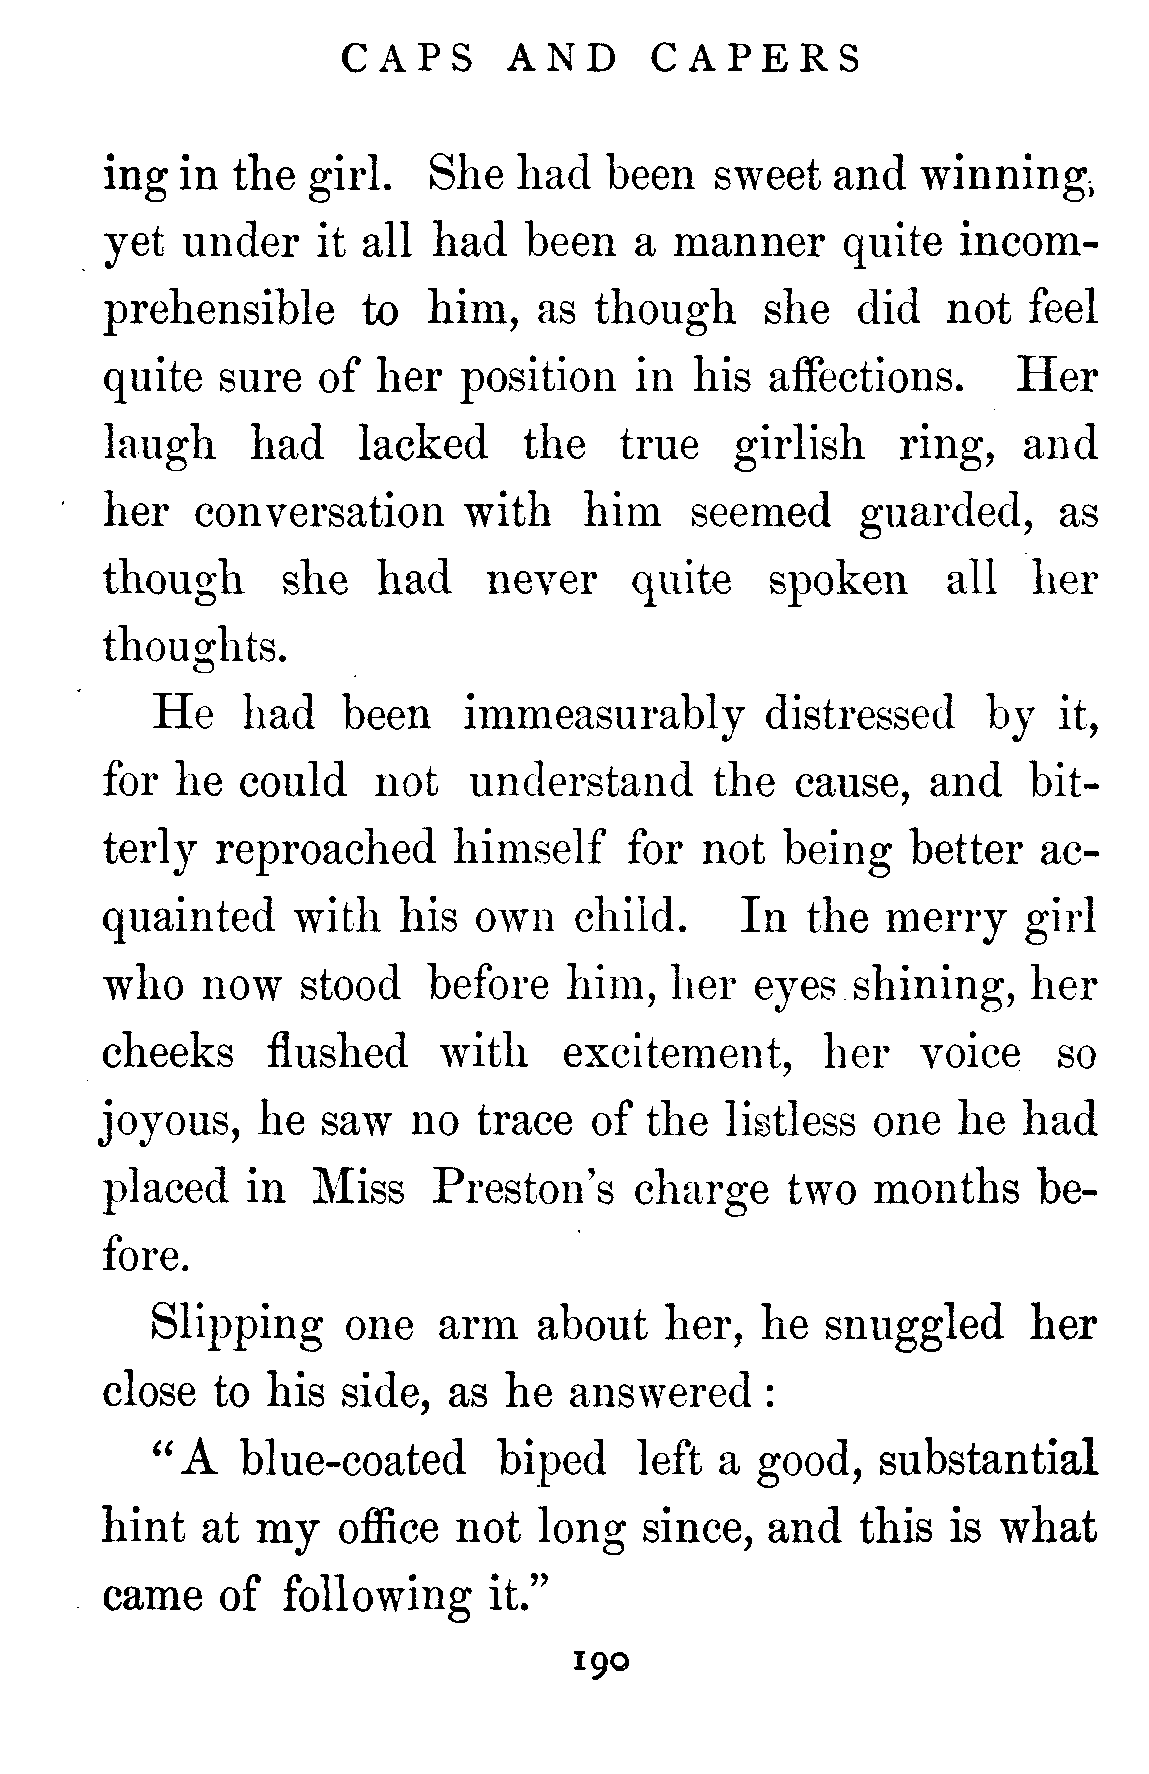 CAPS AND CAPERS
ing in the girl. She had been sweet and winning,
yet under it all had been a manner quite incom-
prehensible to him, as though she did not feel
quite sure of her position in his affections. Her
laugh had lacked the true girlish ring, and
her conversation with him seemed guarded, as
though she had never quite spoken all her
thoughts.
He had been immeasurably distressed by it,
for he could not understand the cause, and bit-
terly reproached himself for not being better ac-
quainted with his own child. In the merry girl
who now stood before him, her eyes shining, her
cheeks flushed with excitement, her voice so
joyous, he saw no trace of the listless one he had
placed in Miss Preston's charge two months be-
fore.
Slipping one arm about her, he snuggled her
close to his side, as he answered :
“A blue-coated biped left a good, substantial
hint at my office not long since, and this is what
came of following it.”
190